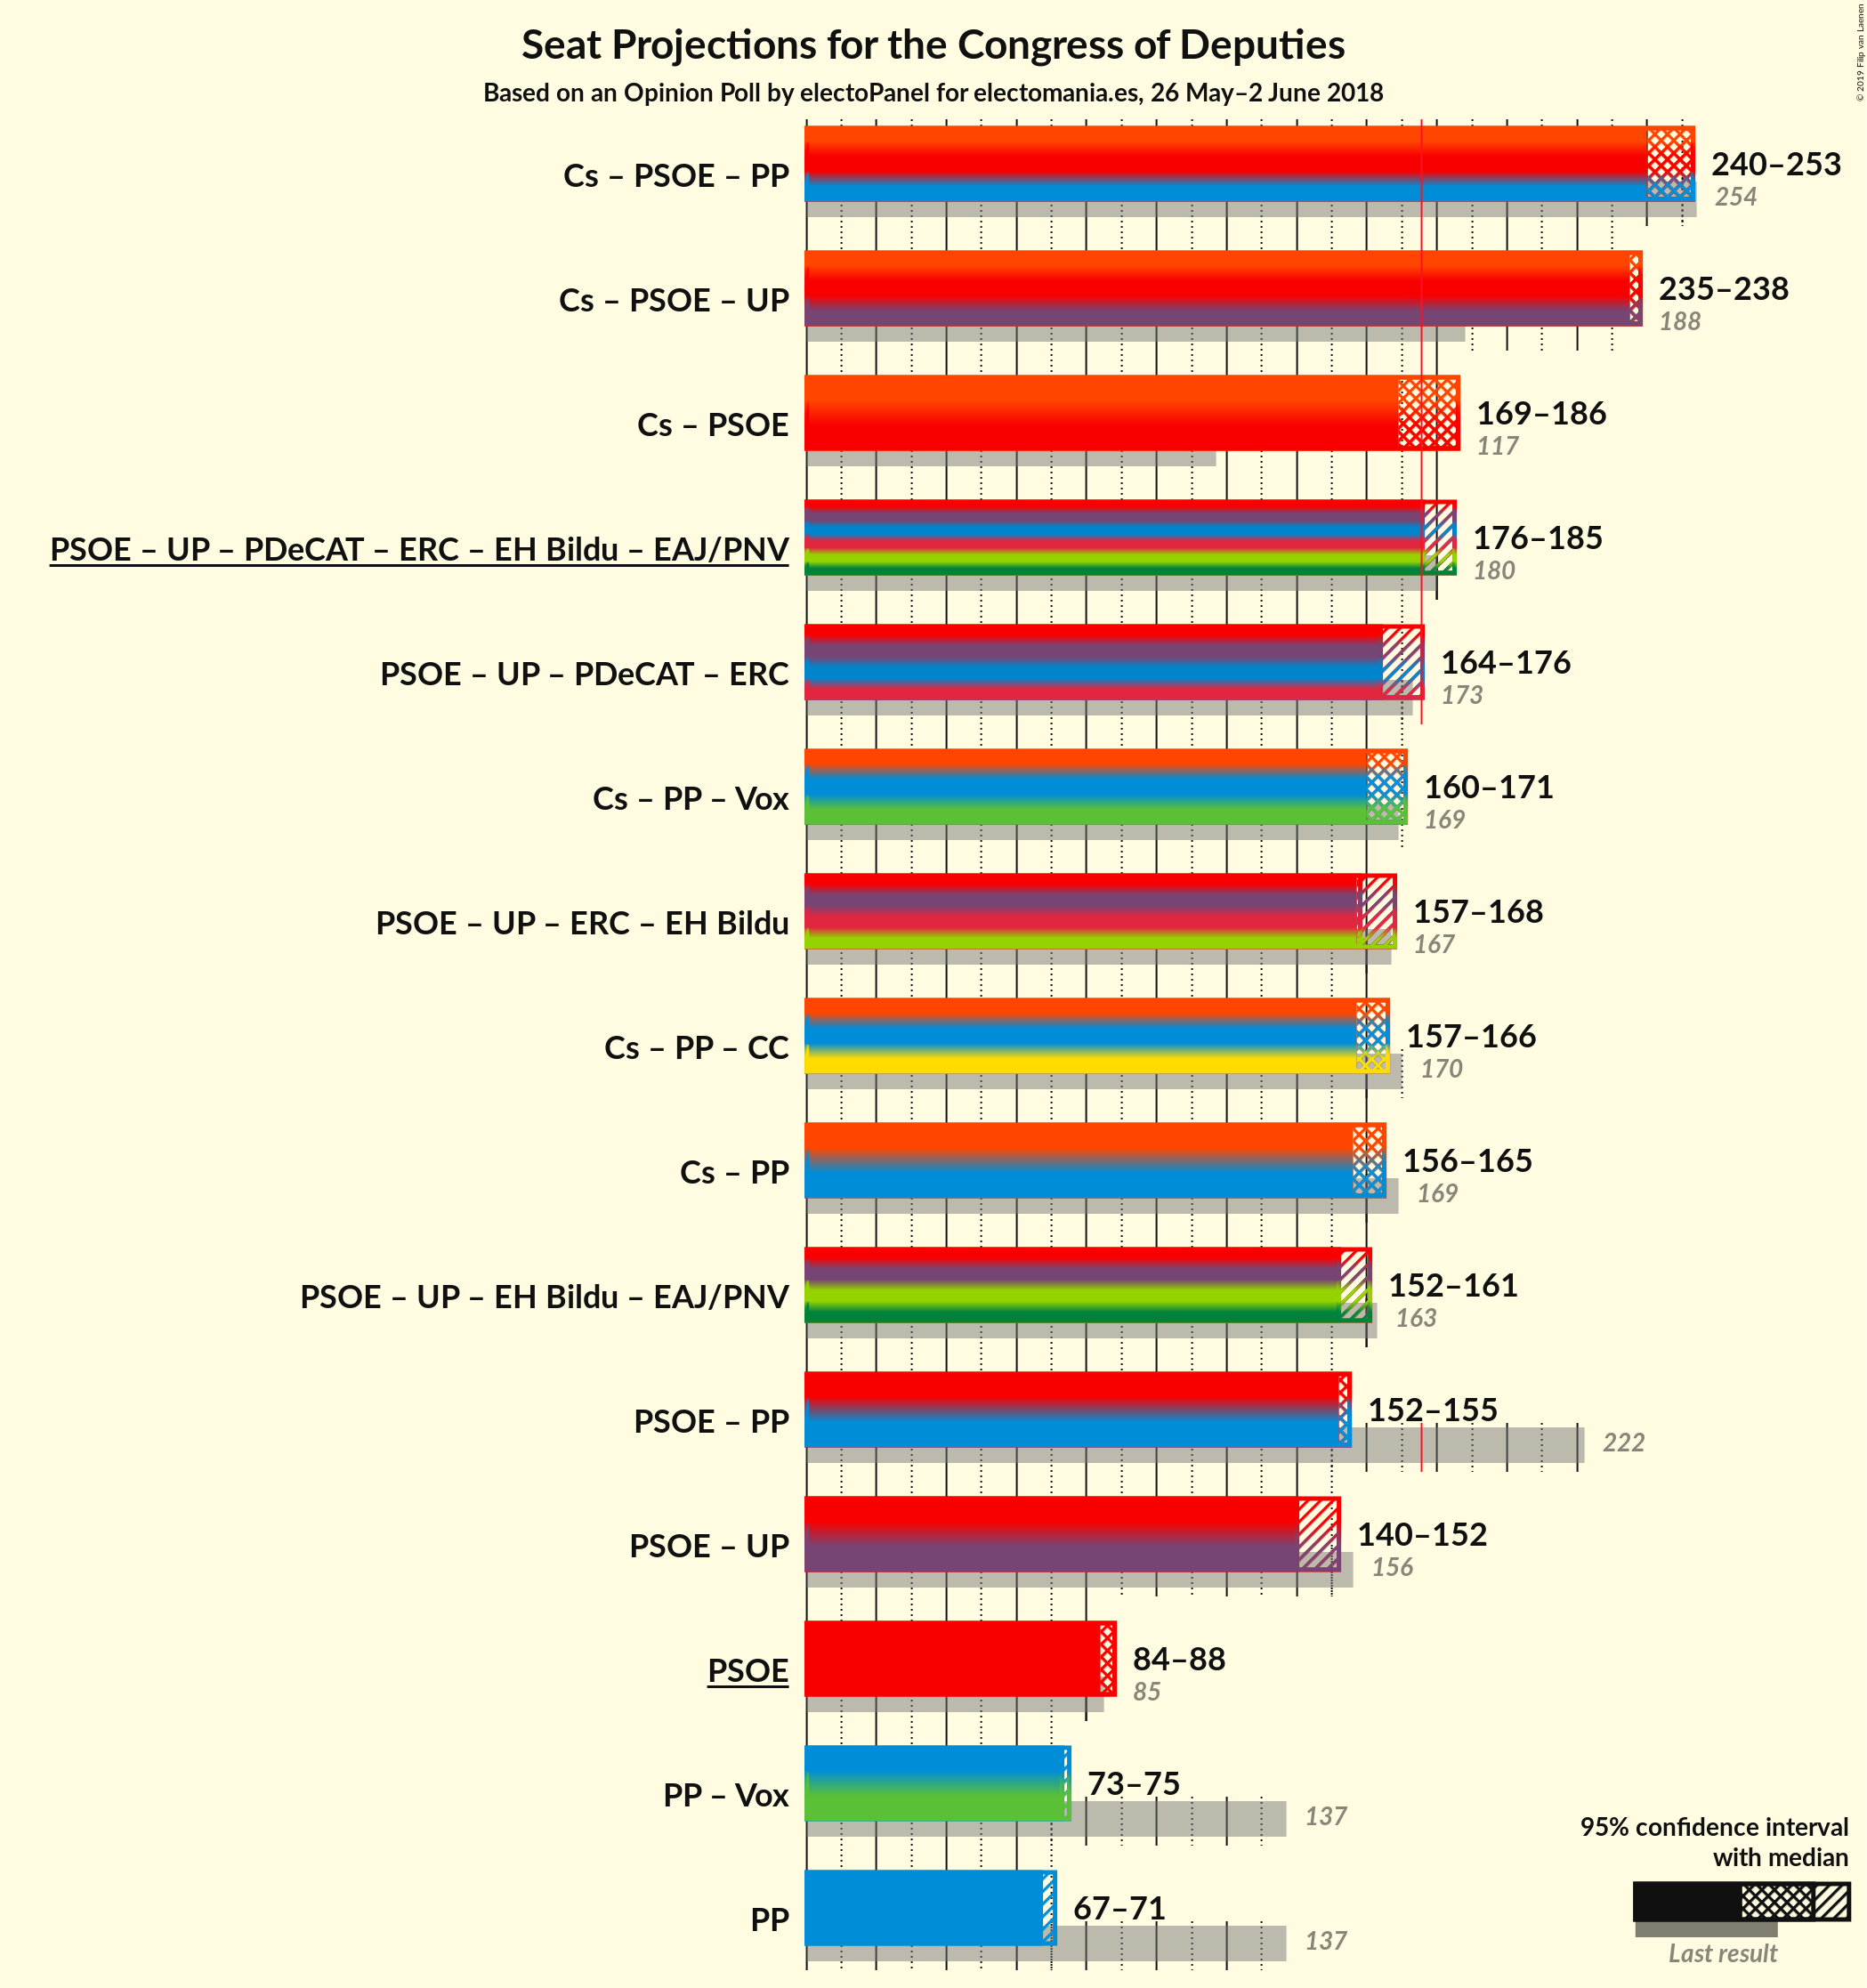 Seat Projections for the Congress of Deputies
Based on an Opinion Poll by electoPanel for electomania.es, 26 May–2 June 2018
© 2019 Filip van Laenen
Cs – PSOE – PP
240–253
254
Cs – PSOE – UP
235–238
188
Cs – PSOE
169–186
117
PSOE – UP – PDeCAT – ERC – EH Bildu – EAJ/PNV
176–185
180
PSOE – UP – PDeCAT – ERC
164–176
173
Cs – PP – Vox
160–171
169
PSOE – UP – ERC – EH Bildu
157–168
167
Cs – PP – CC
157–166
170
Cs – PP
156–165
169
PSOE – UP – EH Bildu – EAJ/PNV
152–161
163
PSOE – PP
152–155
222
PSOE – UP
140–152
156
PSOE
84–88
85
PP – Vox
73–75
137
PP
67–71
137
95% confidence interval
with median
Last result